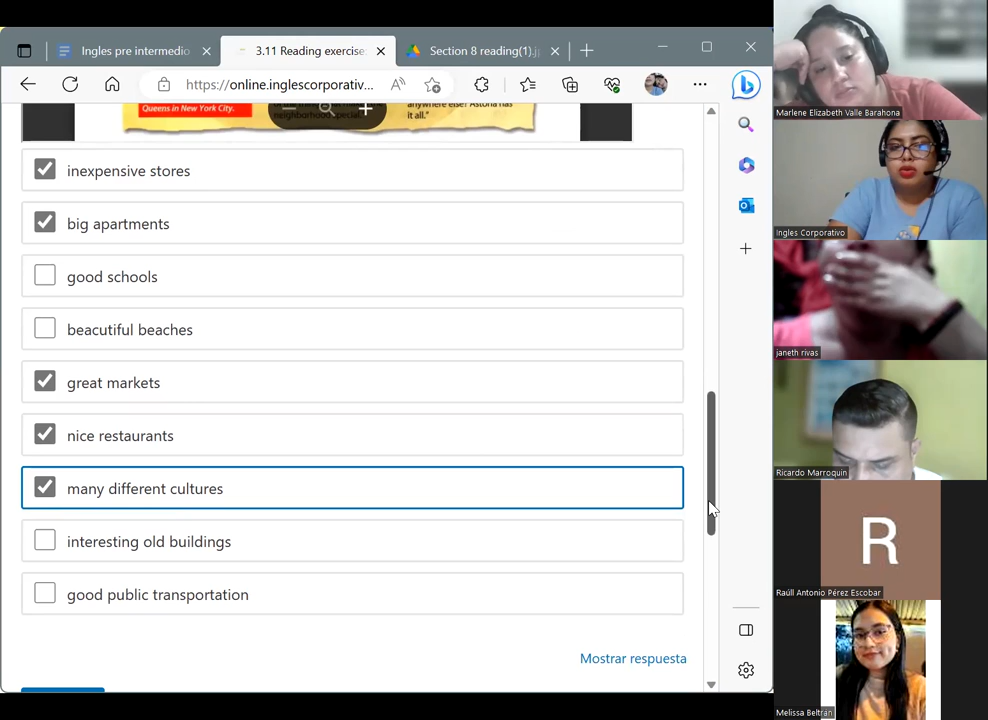 Ingles pre intermedio
3.11 Reading exercise
Section 8 reading(1).j
https://online.inglescorporativ...
Queens in New York City.
neighborhood special.
anywhere else! Astoria has
it all."
inexpensive stores
big apartments
good schools
beacutiful beaches
great markets
nice restaurants
many different cultures
interesting old buildings
good public transportation
Mostrar respuesta
Marlene Elizabeth Valle Barahona
Ingles Corporativo
janeth rivas
Ricardo Marroquin
R
Raúll Antonio Pérez Escobar
Melissa Beltrán